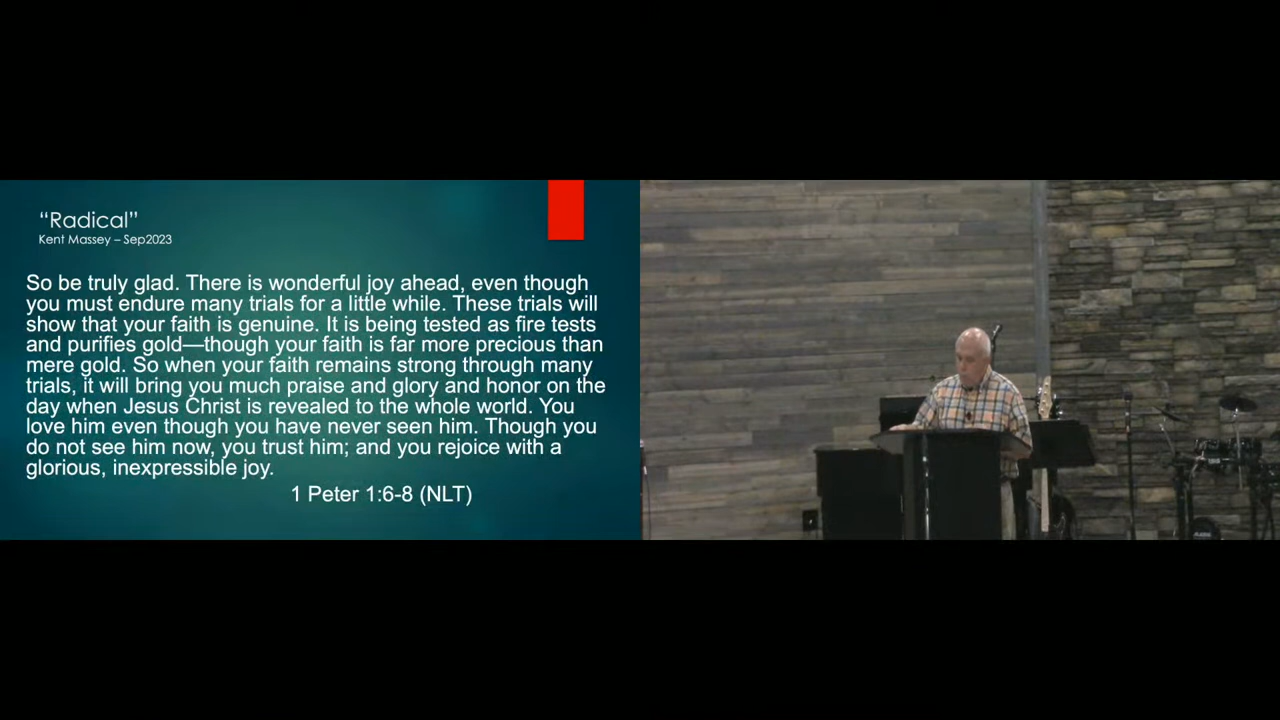 “Radical”
Kent Massey – Sep2023
So be truly glad. There is wonderful joy ahead, even though
you must endure many trials for a little while. These trials will
show that your faith is genuine. It is being tested as fire tests
and purifies gold—though your faith is far more precious than
mere gold. So when your faith remains strong through many
trials, it will bring you much praise and glory and honor on the
day when Jesus Christ is revealed to the whole world. You
love him even though you have never seen him. Though you
do not see him now, you trust him; and you rejoice with a
glorious, inexpressible joy.
1 Peter 1:6-8 (NLT)